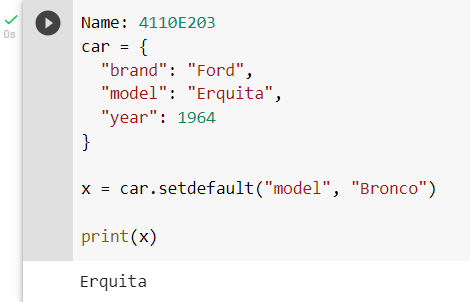 0s
Name: 4110E203
car = {
  "brand": "Ford",
  "model": "Erquita",
  "year": 1964
}
x = car.setdefault("model", "Bronco")
print(x)
Erquita